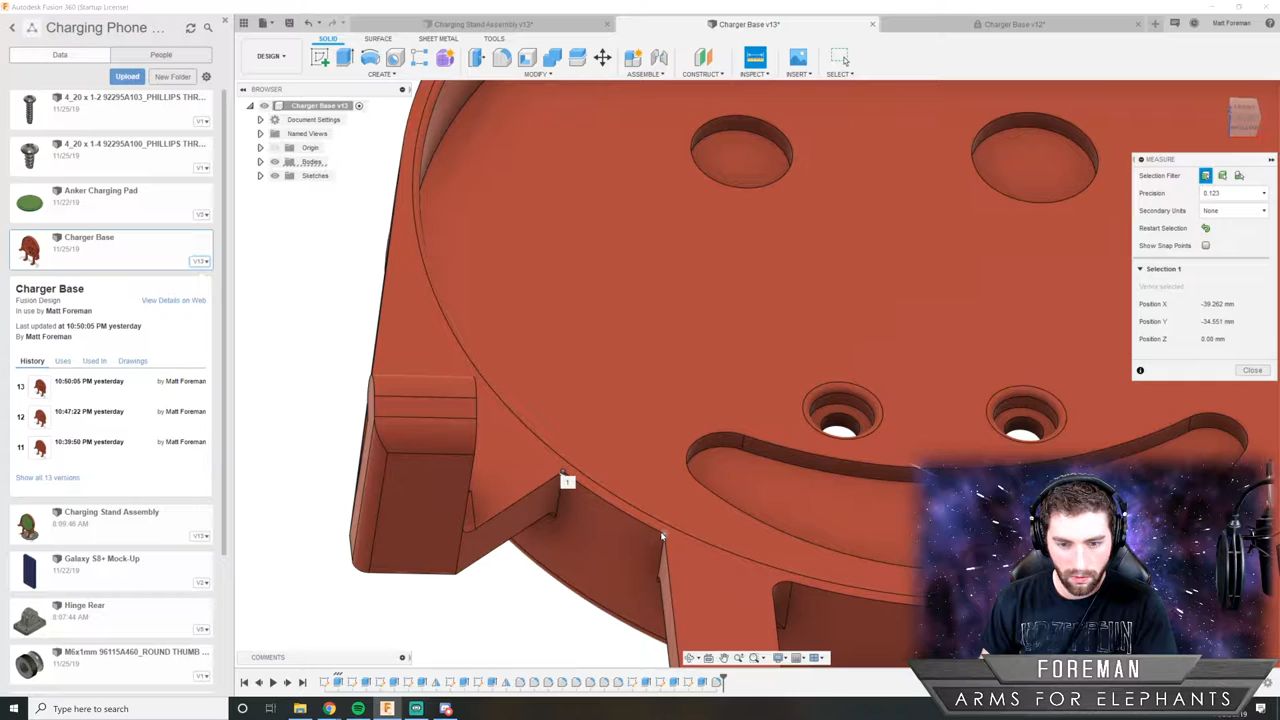 Autodesk Fusion 360 (Startup License)
Charging Phone ...
Charging Stand Assembly v13*
Charger Base v13*
Charger Base v12*
Matt Foreman
Data
People
Upload
New Folder
DESIGN
SOLID
SURFACE
SHEET METAL
TOOLS
CREATE
MODIFY
ASSEMBLE
CONSTRUCT
INSPECT
INSERT
SELECT
BROWSER
Charger Base v13
Document Settings
Named Views
Origin
Bodies
Sketches
4_20 x 1-2 92295A103_PHILLIPS THR...
11/25/19
V1
4_20 x 1-4 92295A100_PHILLIPS THR...
11/25/19
V1
Anker Charging Pad
11/22/19
V3
Charger Base
11/25/19
V13
Charger Base
Fusion Design
View Details on Web
In use by Matt Foreman
Last updated at 10:50:05 PM yesterday
By Matt Foreman
History
Uses
Used In
Drawings
13
10:50:05 PM yesterday
by Matt Foreman
12
10:47:22 PM yesterday
by Matt Foreman
11
10:39:50 PM yesterday
by Matt Foreman
Show all 13 versions
Charging Stand Assembly
8:09:46 AM
V13
Galaxy S8+ Mock-Up
11/22/19
V2
Hinge Rear
8:07:44 AM
V5
M6x1mm 96115A460_ROUND THUMB ...
11/25/19
V1
MEASURE
Selection Filter
Precision
0.123
Secondary Units
None
Restart Selection
Show Snap Points
Selection 1
Vertex selected
Position X
-39.262 mm
Position Y
-34.551 mm
Position Z
0.00 mm
Close
1
COMMENTS
Type here to search
FOREMAN
ARMS FOR ELEPHANTS